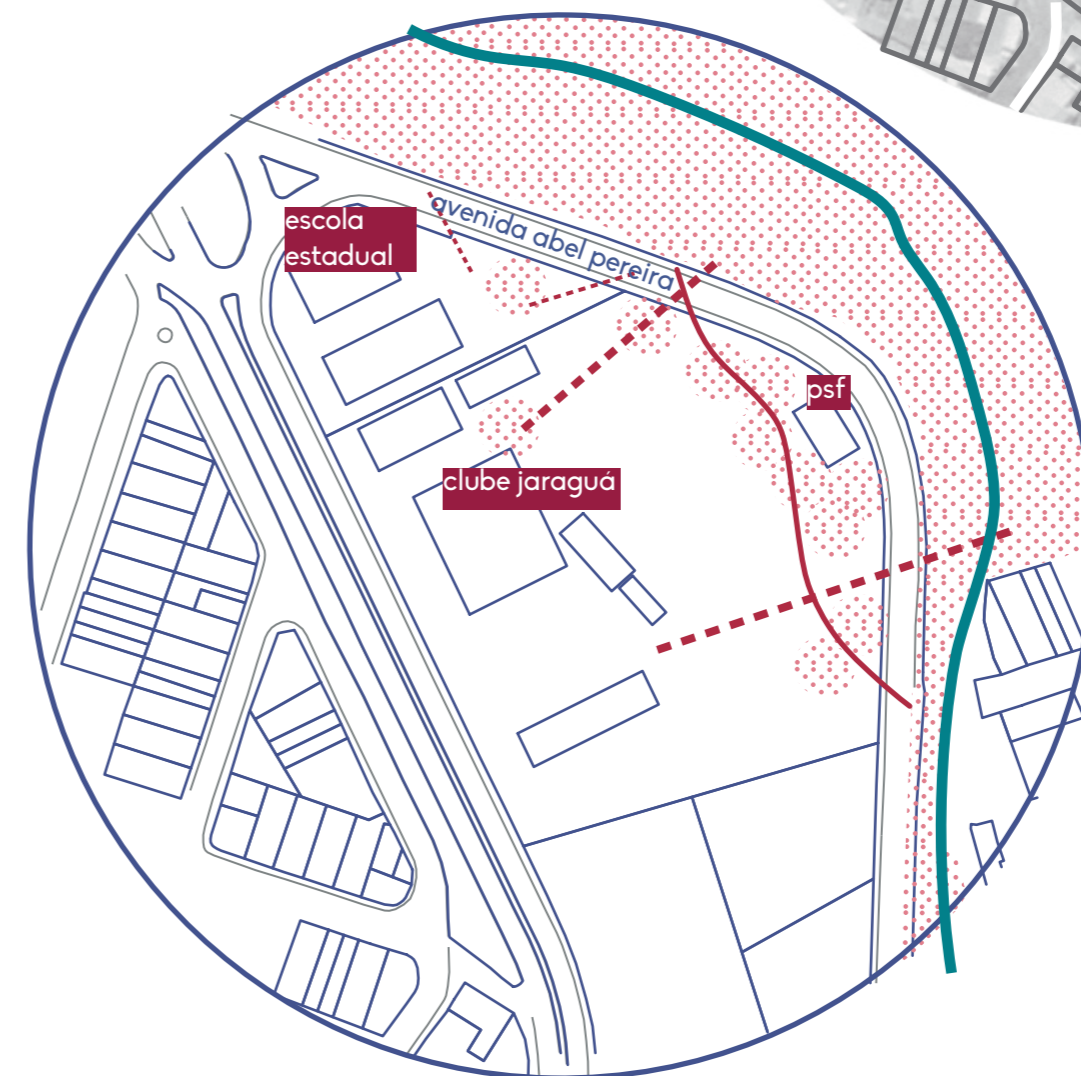 escola
estadual
avenida abel pereira
psf
clube jaraguá